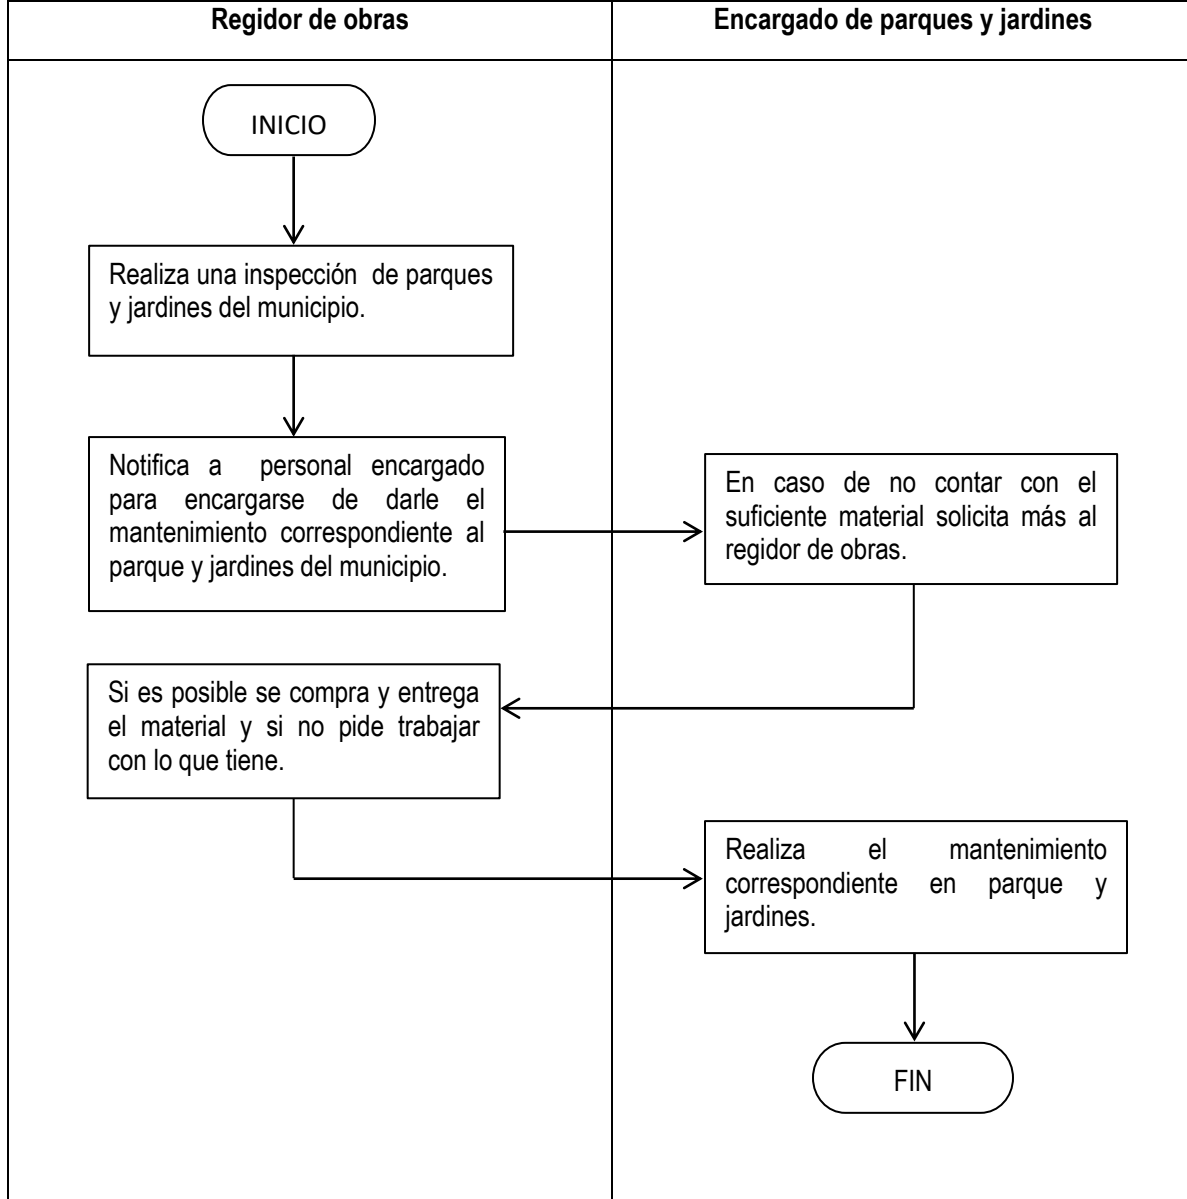 Regidor de obras
Encargado de parques y jardines
INICIO
Realiza una inspección de parques
y jardines del municipio.
Notifica a personal encargado
para encargarse de darle el
mantenimiento correspondiente al
parque y jardines del municipio.
En caso de no contar con el
suficiente material solicita más al
regidor de obras.
Si es posible se compra y entrega
el material y si no pide trabajar
con lo que tiene.
Realiza el mantenimiento
correspondiente en parque y
jardines.
FIN